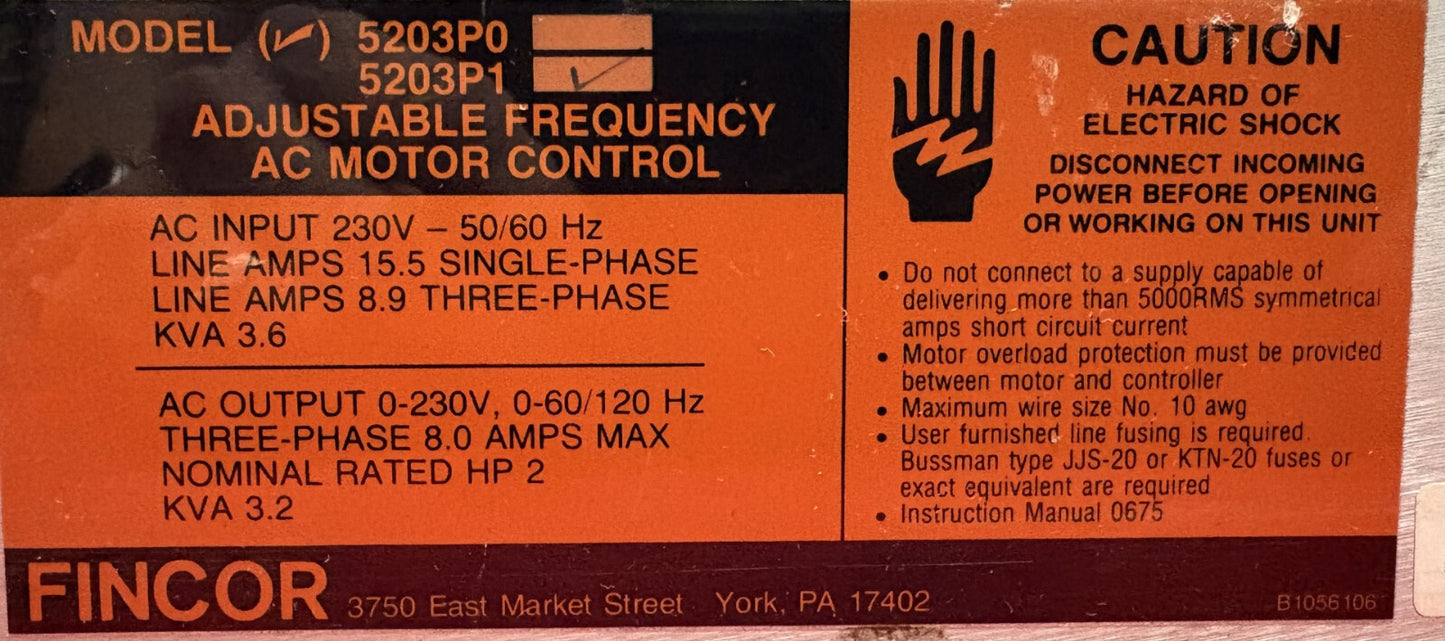 MODEL (✓) 5203P0
5203P1 ✓
ADJUSTABLE FREQUENCY
AC MOTOR CONTROL
AC INPUT 230V – 50/60 Hz
LINE AMPS 15.5 SINGLE-PHASE
LINE AMPS 8.9 THREE-PHASE
KVA 3.6
AC OUTPUT 0-230V, 0-60/120 Hz
THREE-PHASE 8.0 AMPS MAX
NOMINAL RATED HP 2
KVA 3.2
CAUTION
HAZARD OF
ELECTRIC SHOCK
DISCONNECT INCOMING
POWER BEFORE OPENING
OR WORKING ON THIS UNIT
• Do not connect to a supply capable of
delivering more than 5000RMS symmetrical
amps short circuit current
• Motor overload protection must be provided
between motor and controller
• Maximum wire size No. 10 awg
• User furnished line fusing is required.
Bussman type JJS-20 or KTN-20 fuses or
exact equivalent are required
• Instruction Manual 0675
FINCOR 3750 East Market Street York, PA 17402
B1056106